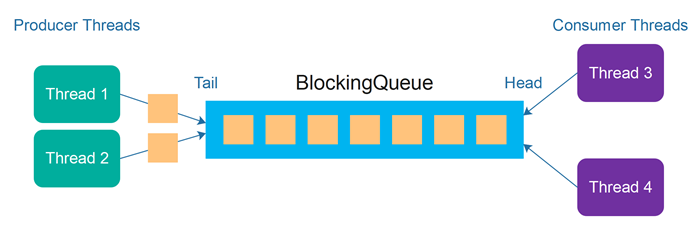 Producer Threads
Consumer Threads
Thread 1
Thread 2
Tail
BlockingQueue
Head
Thread 3
Thread 4